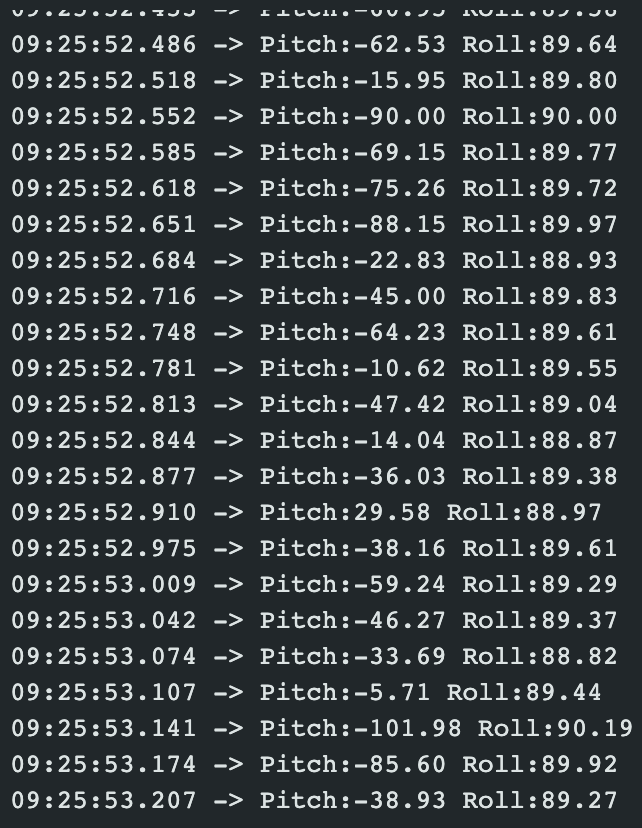 09:25:52.486 -> Pitch:-62.53 Roll:89.64
09:25:52.518 -> Pitch:-15.95 Roll:89.80
09:25:52.552 -> Pitch:-90.00 Roll:90.00
09:25:52.585 -> Pitch:-69.15 Roll:89.77
09:25:52.618 -> Pitch:-75.26 Roll:89.72
09:25:52.651 -> Pitch:-88.15 Roll:89.97
09:25:52.684 -> Pitch:-22.83 Roll:88.93
09:25:52.716 -> Pitch:-45.00 Roll:89.83
09:25:52.748 -> Pitch:-64.23 Roll:89.61
09:25:52.781 -> Pitch:-10.62 Roll:89.55
09:25:52.813 -> Pitch:-47.42 Roll:89.04
09:25:52.844 -> Pitch:-14.04 Roll:88.87
09:25:52.877 -> Pitch:-36.03 Roll:89.38
09:25:52.910 -> Pitch:29.58 Roll:88.97
09:25:52.975 -> Pitch:-38.16 Roll:89.61
09:25:53.009 -> Pitch:-59.24 Roll:89.29
09:25:53.042 -> Pitch:-46.27 Roll:89.37
09:25:53.074 -> Pitch:-33.69 Roll:88.82
09:25:53.107 -> Pitch:-5.71 Roll:89.44
09:25:53.141 -> Pitch:-101.98 Roll:90.19
09:25:53.174 -> Pitch:-85.60 Roll:89.92
09:25:53.207 -> Pitch:-38.93 Roll:89.27